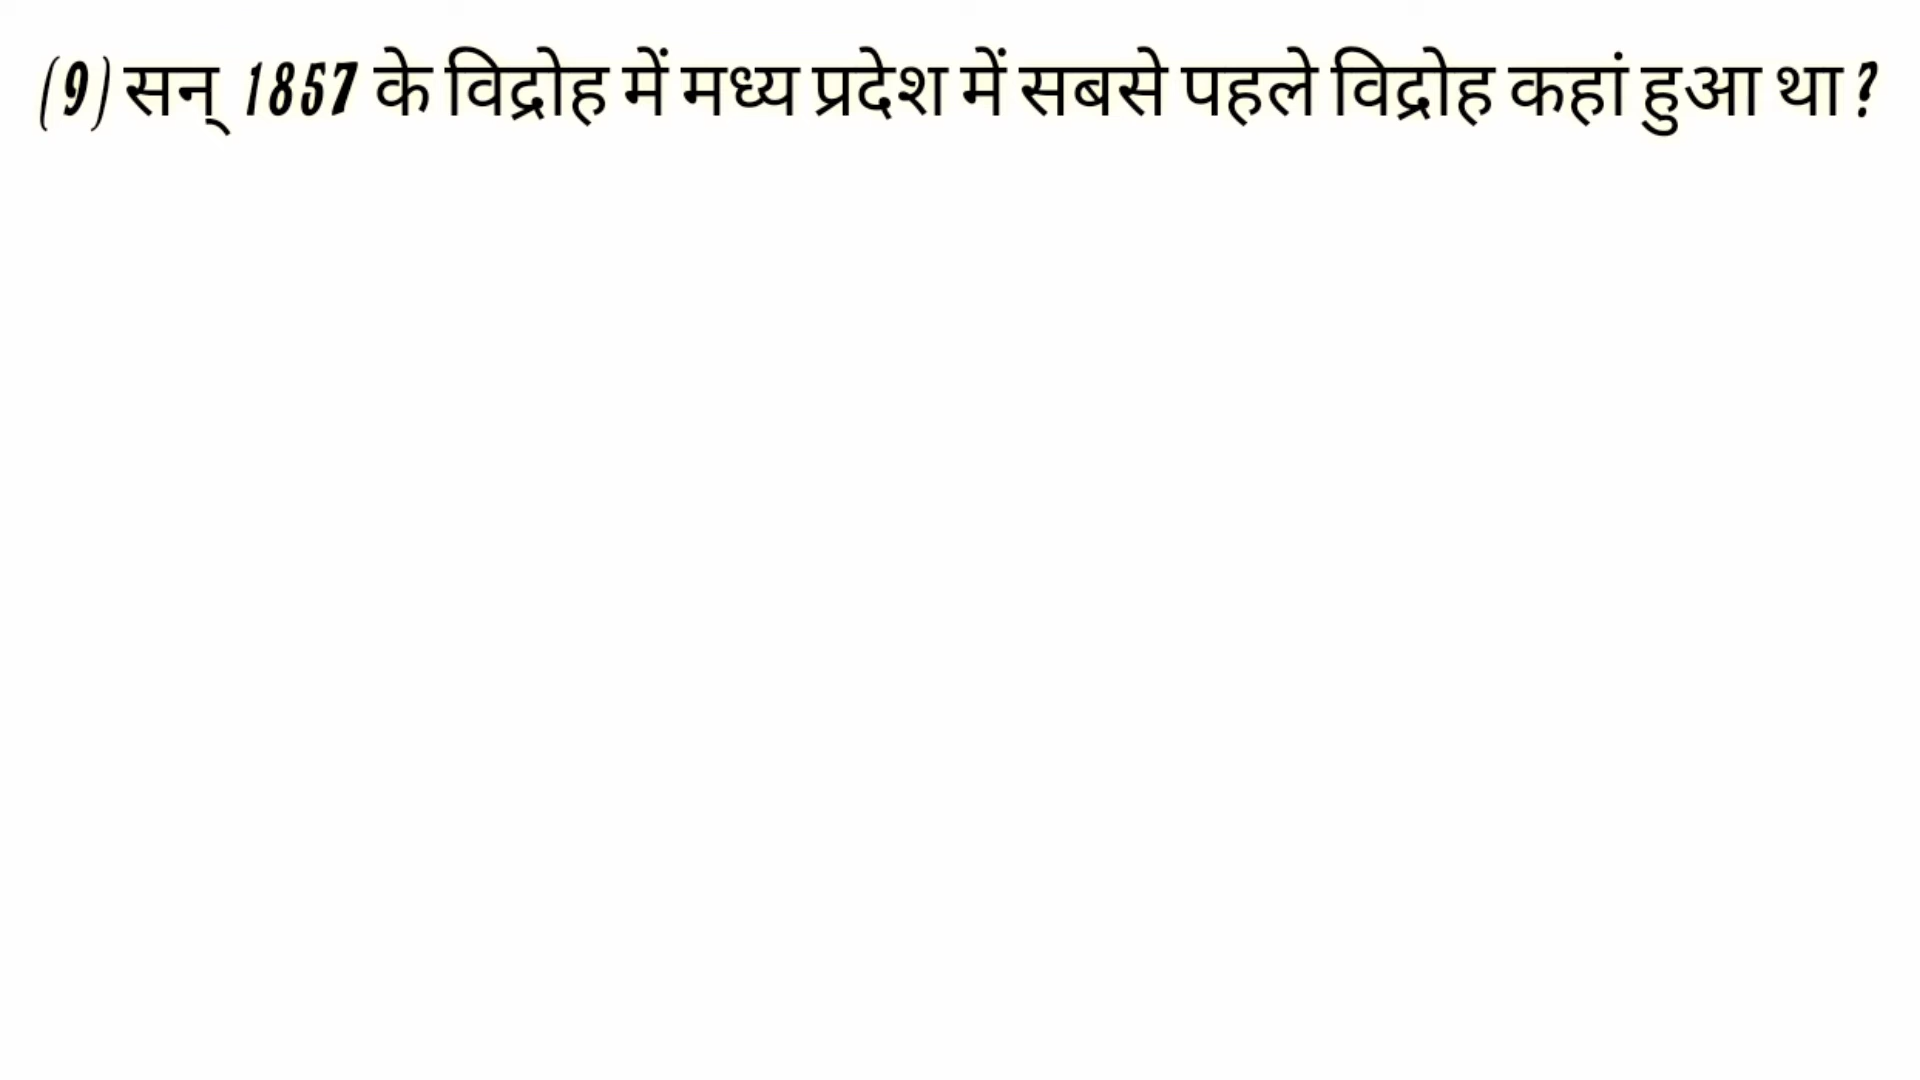 (9) सन् 1857 के विद्रोह में मध्य प्रदेश में सबसे पहले विद्रोह कहां हुआ था?